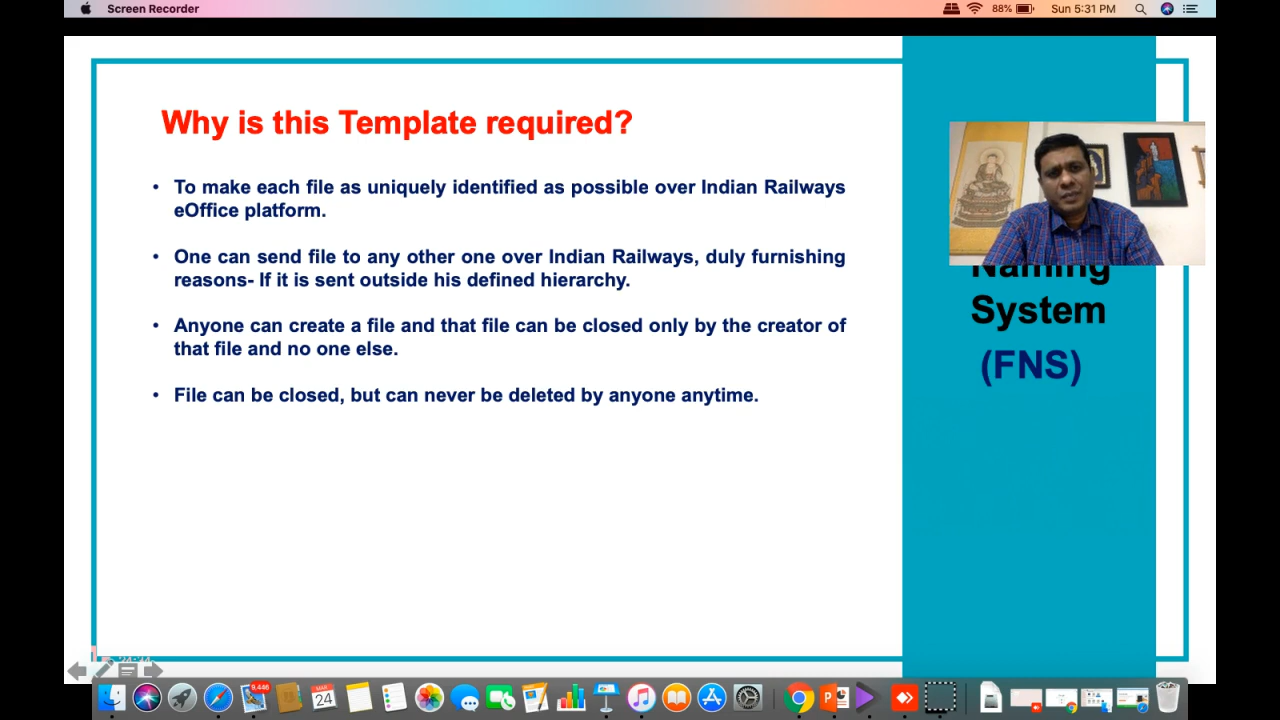 Screen Recorder
88%
Sun 5:31 PM
Why is this Template required?
• To make each file as uniquely identified as possible over Indian Railways
eOffice platform.
• One can send file to any other one over Indian Railways, duly furnishing
reasons- If it is sent outside his defined hierarchy.
• Anyone can create a file and that file can be closed only by the creator of
that file and no one else.
• File can be closed, but can never be deleted by anyone anytime.
Naming
System
(FNS)
9,446
MAR
24